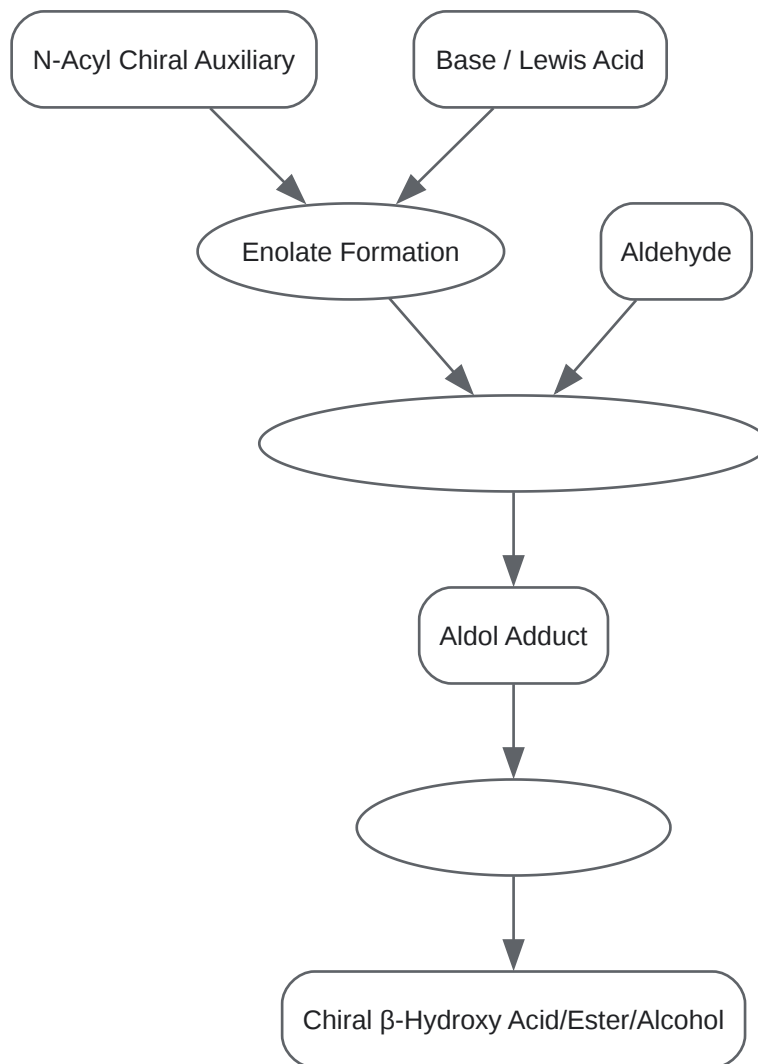 N-Acyl Chiral Auxiliary
Base / Lewis Acid
Enolate Formation
Aldehyde
Aldol Adduct
Chiral β-Hydroxy Acid/Ester/Alcohol